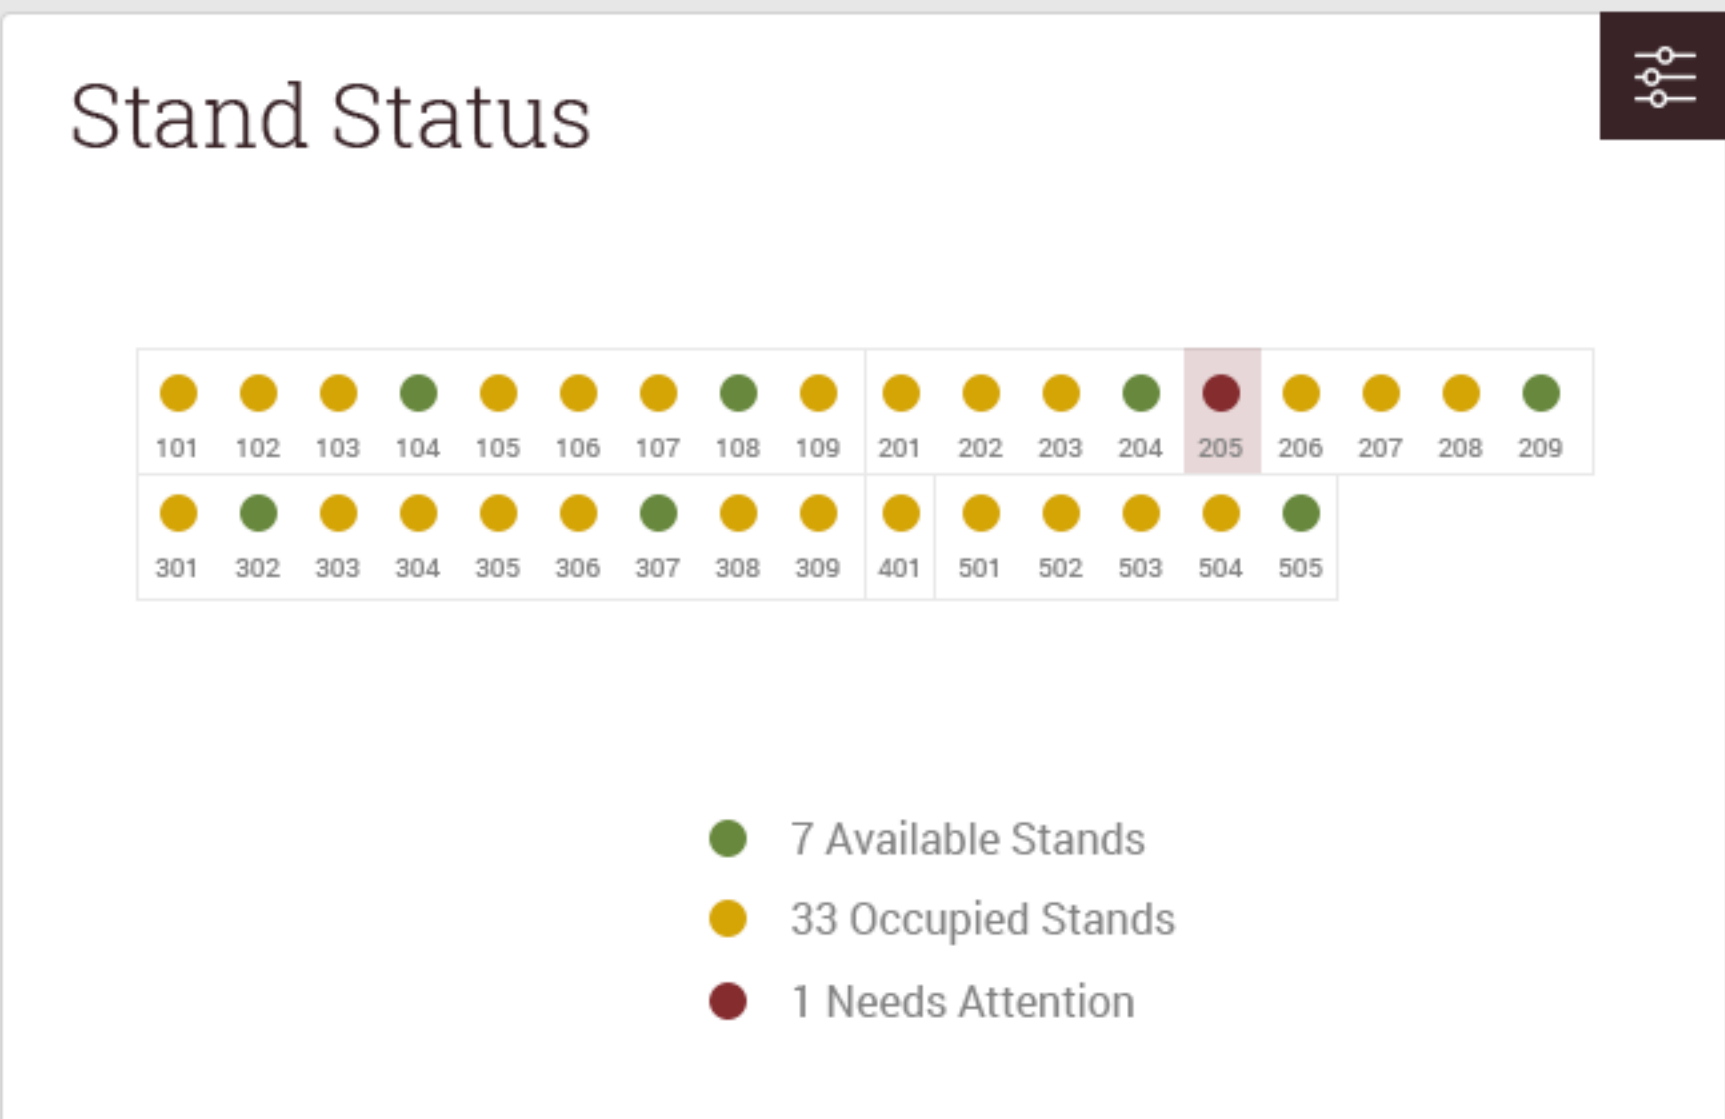 Stand Status
101 102 103 104 105 106 107 108 109 201 202 203 204 205 206 207 208 209
301 302 303 304 305 306 307 308 309 401 501 502 503 504 505
7 Available Stands
33 Occupied Stands
1 Needs Attention